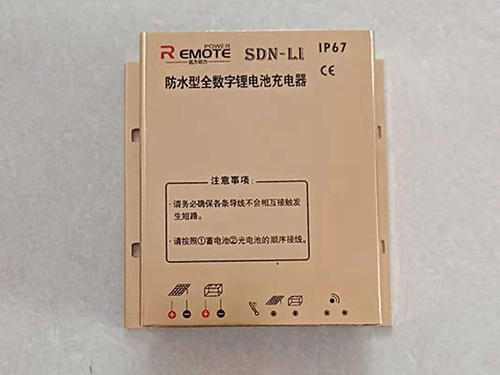 POWER
REMOTE
远方动力
SDN-LI
IP67
CE
防水型全数字锂电池充电器
注意事项:
·请务必确保各条导线不会相互接触发
生短路。
·请按照①蓄电池②光电池的顺序接线。
+ - + -